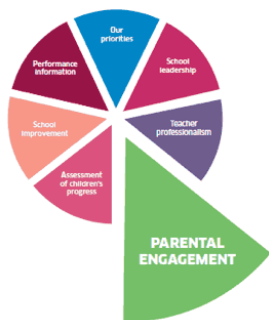 Our
priorities
School
leadership
Teacher
professionalism
PARENTAL
ENGAGEMENT
Assessment
of children's
progress
School
improvement
Performance
information